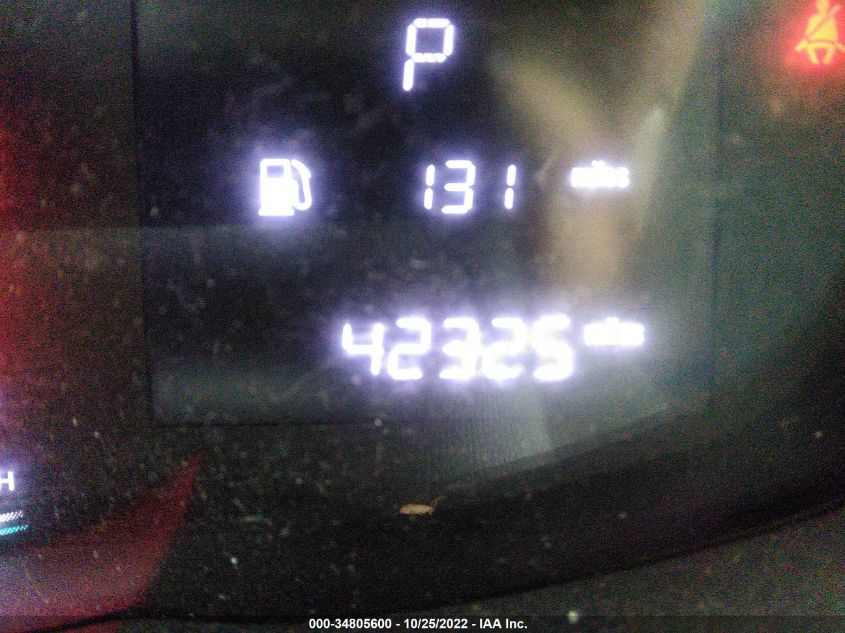 P
131 miles
42325 miles
H
000-34805600 - 10/25/2022 - IAA Inc.